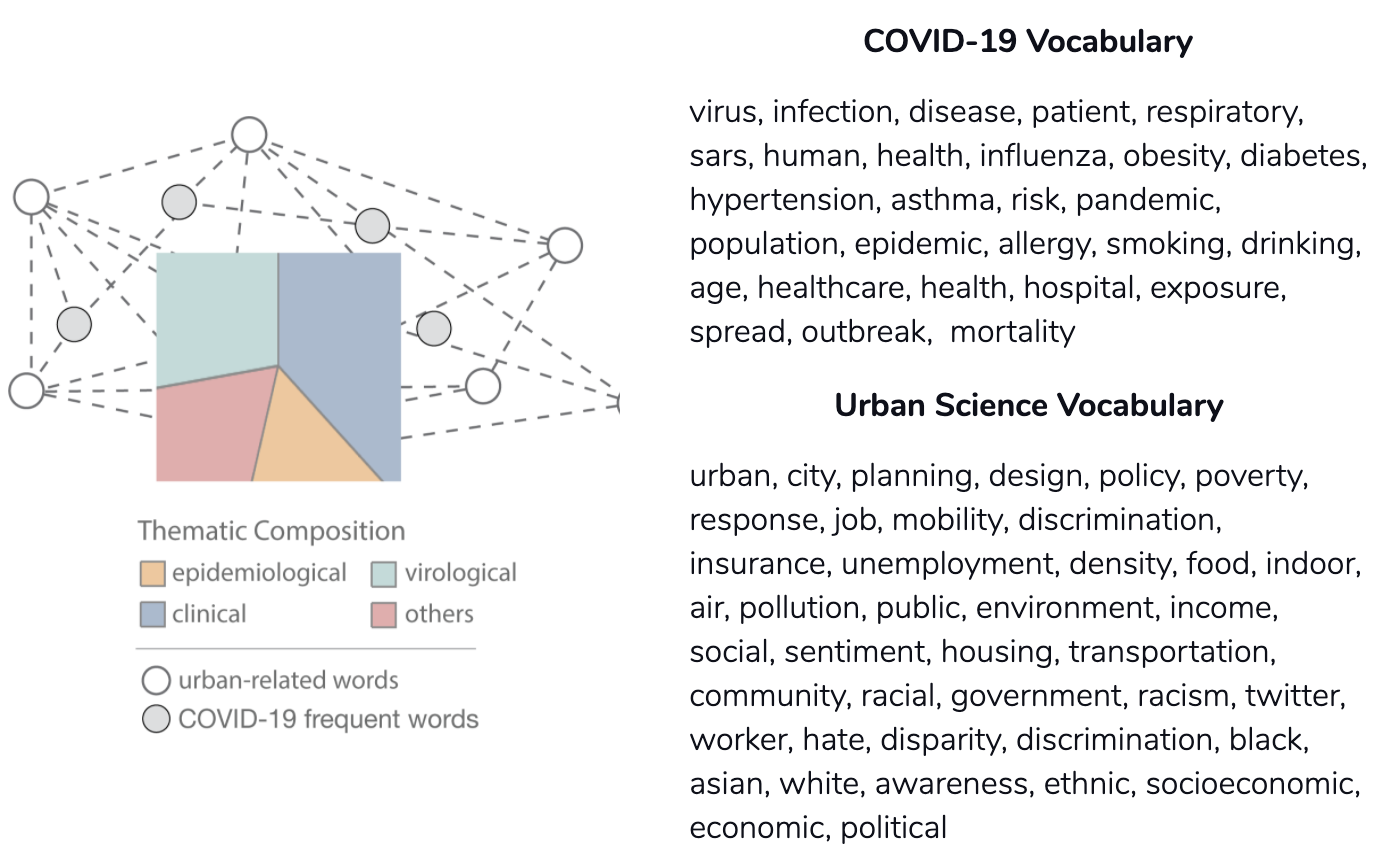 COVID-19 Vocabulary
virus, infection, disease, patient, respiratory,
sars, human, health, influenza, obesity, diabetes,
hypertension, asthma, risk, pandemic,
population, epidemic, allergy, smoking, drinking,
age, healthcare, health, hospital, exposure,
spread, outbreak,  mortality
Urban Science Vocabulary
urban, city, planning, design, policy, poverty,
response, job, mobility, discrimination,
insurance, unemployment, density, food, indoor,
air, pollution, public, environment, income,
social, sentiment, housing, transportation,
community, racial, government, racism, twitter,
worker, hate, disparity, discrimination, black,
asian, white, awareness, ethnic, socioeconomic,
economic, political
Thematic Composition
epidemiological
virological
clinical
others
urban-related words
COVID-19 frequent words